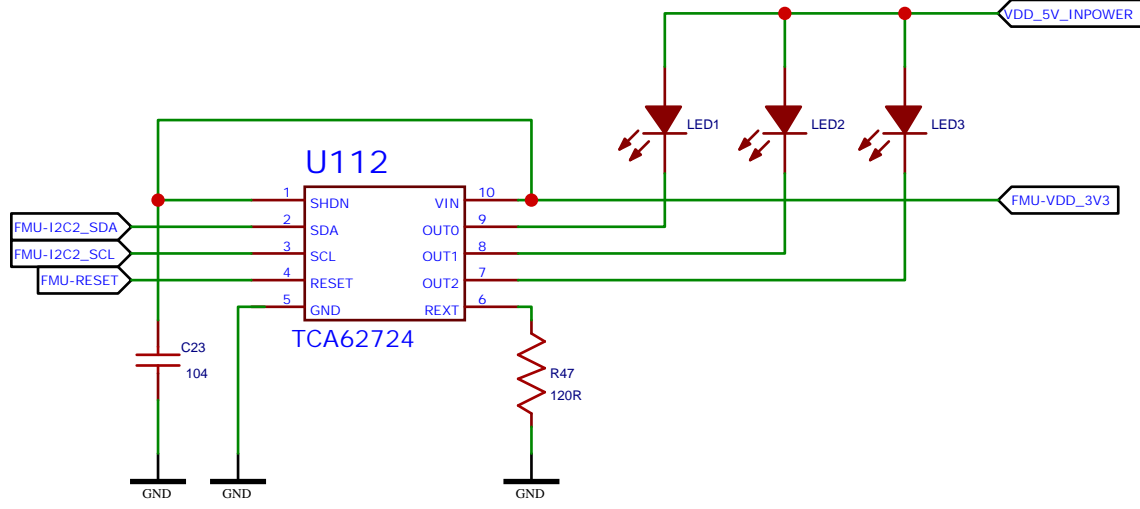 VDD_5V_INPOWER
LED1
LED2
LED3
U112
1
SHDN
VIN
10
FMU-VDD_3V3
FMU-I2C2_SDA
2
SDA
OUT0
9
FMU-I2C2_SCL
3
SCL
OUT1
8
FMU-RESET
4
RESET
OUT2
7
5
GND
REXT
6
TCA62724
C23
104
R47
120R
GND
GND
GND